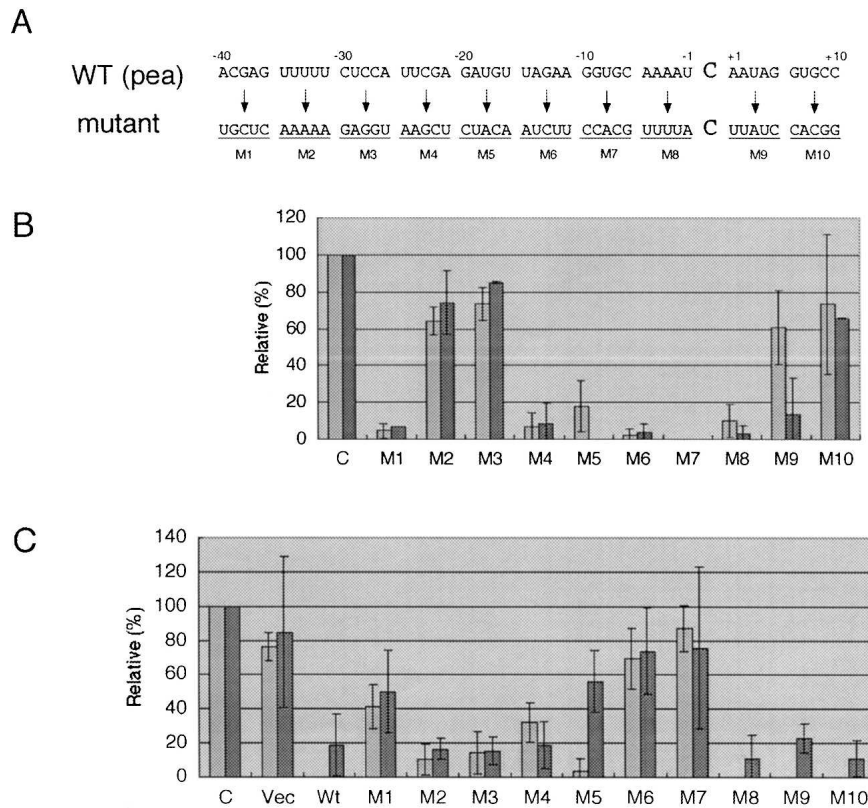 A
-40 -30 -20 -10 -1 +1 +10
WT (pea) ACGAG UUUUU CUCCA UUCGA GAUGU UAGAA GGUGC AAAAU C AAUAG GUGCC
mutant UGCUC AAAAA GAGGU AAGCU CUACA AUCUU CCACG UUUUA C UUAUC CACGG
M1 M2 M3 M4 M5 M6 M7 M8 M9 M10
B
Relative (%)
120
100
80
60
40
20
0
C M1 M2 M3 M4 M5 M6 M7 M8 M9 M10
C
Relative (%)
140
120
100
80
60
40
20
0
C Vec Wt M1 M2 M3 M4 M5 M6 M7 M8 M9 M10